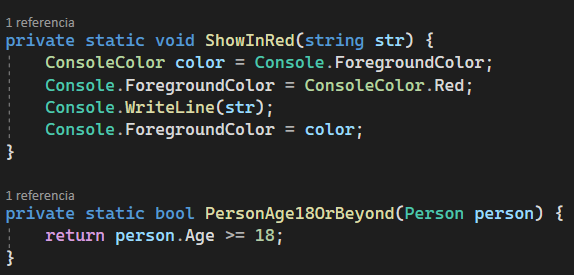 1 referencia
private static void ShowInRed(string str) {
ConsoleColor color = Console.ForegroundColor;
Console.ForegroundColor = ConsoleColor.Red;
Console.WriteLine(str);
Console.ForegroundColor = color;
}
1 referencia
private static bool PersonAge18OrBeyond(Person person) {
return person.Age >= 18;
}